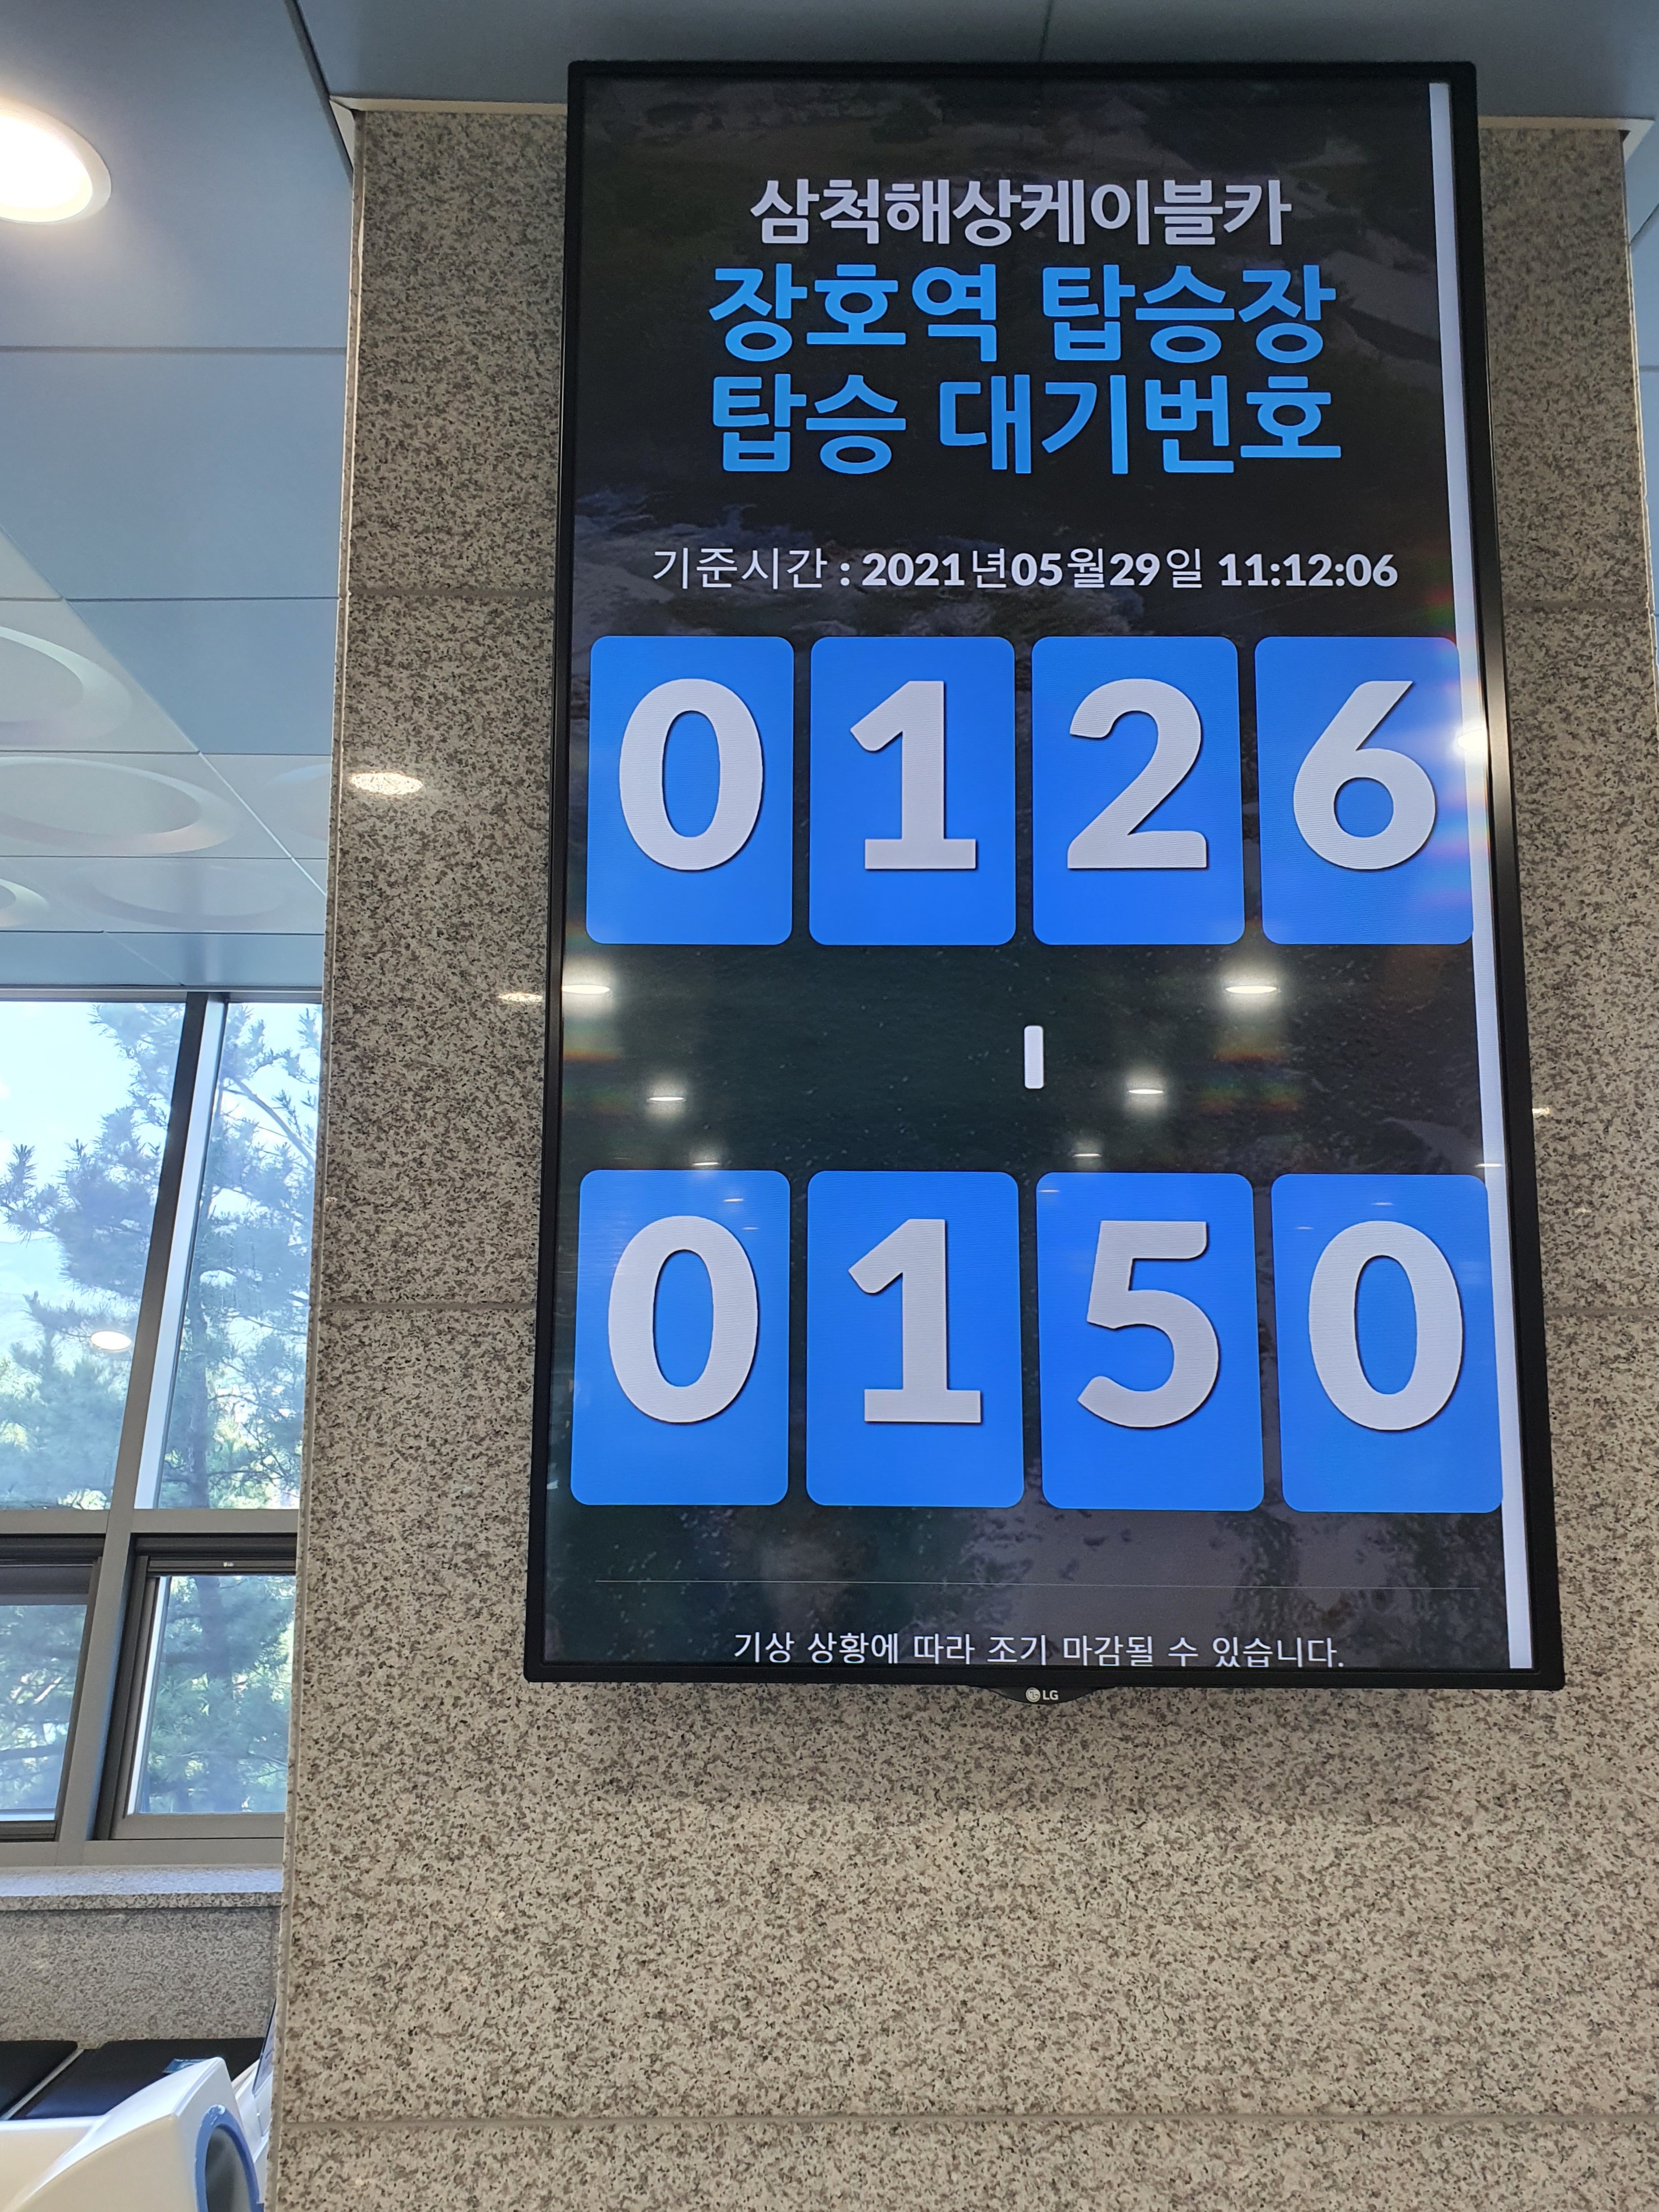 삼척해상케이블카
장호역 탑승장
탑승 대기번호
기준시간 : 2021년05월29일 11:12:06
0126
ㅣ
0150
기상 상황에 따라 조기 마감될 수 있습니다.
LG